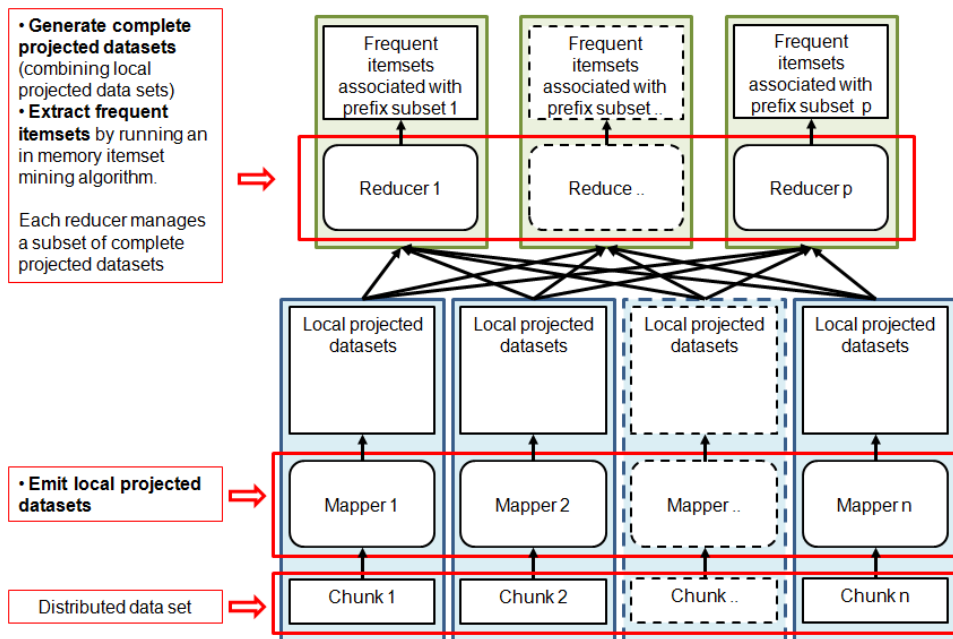 • Generate complete
projected datasets
(combining local
projected data sets)
• Extract frequent
itemsets by running an
in memory itemset
mining algorithm.
Each reducer manages
a subset of complete
projected datasets
Frequent
itemsets
associated with
prefix subset 1
Frequent
itemsets
associated with
prefix subset ..
Frequent
itemsets
associated with
prefix subset p
Reducer 1
Reduce ..
Reducer p
Local projected
datasets
Local projected
datasets
Local projected
datasets
Local projected
datasets
• Emit local projected
datasets
Mapper 1
Mapper 2
Mapper ..
Mapper n
Distributed data set
Chunk 1
Chunk 2
Chunk ..
Chunk n